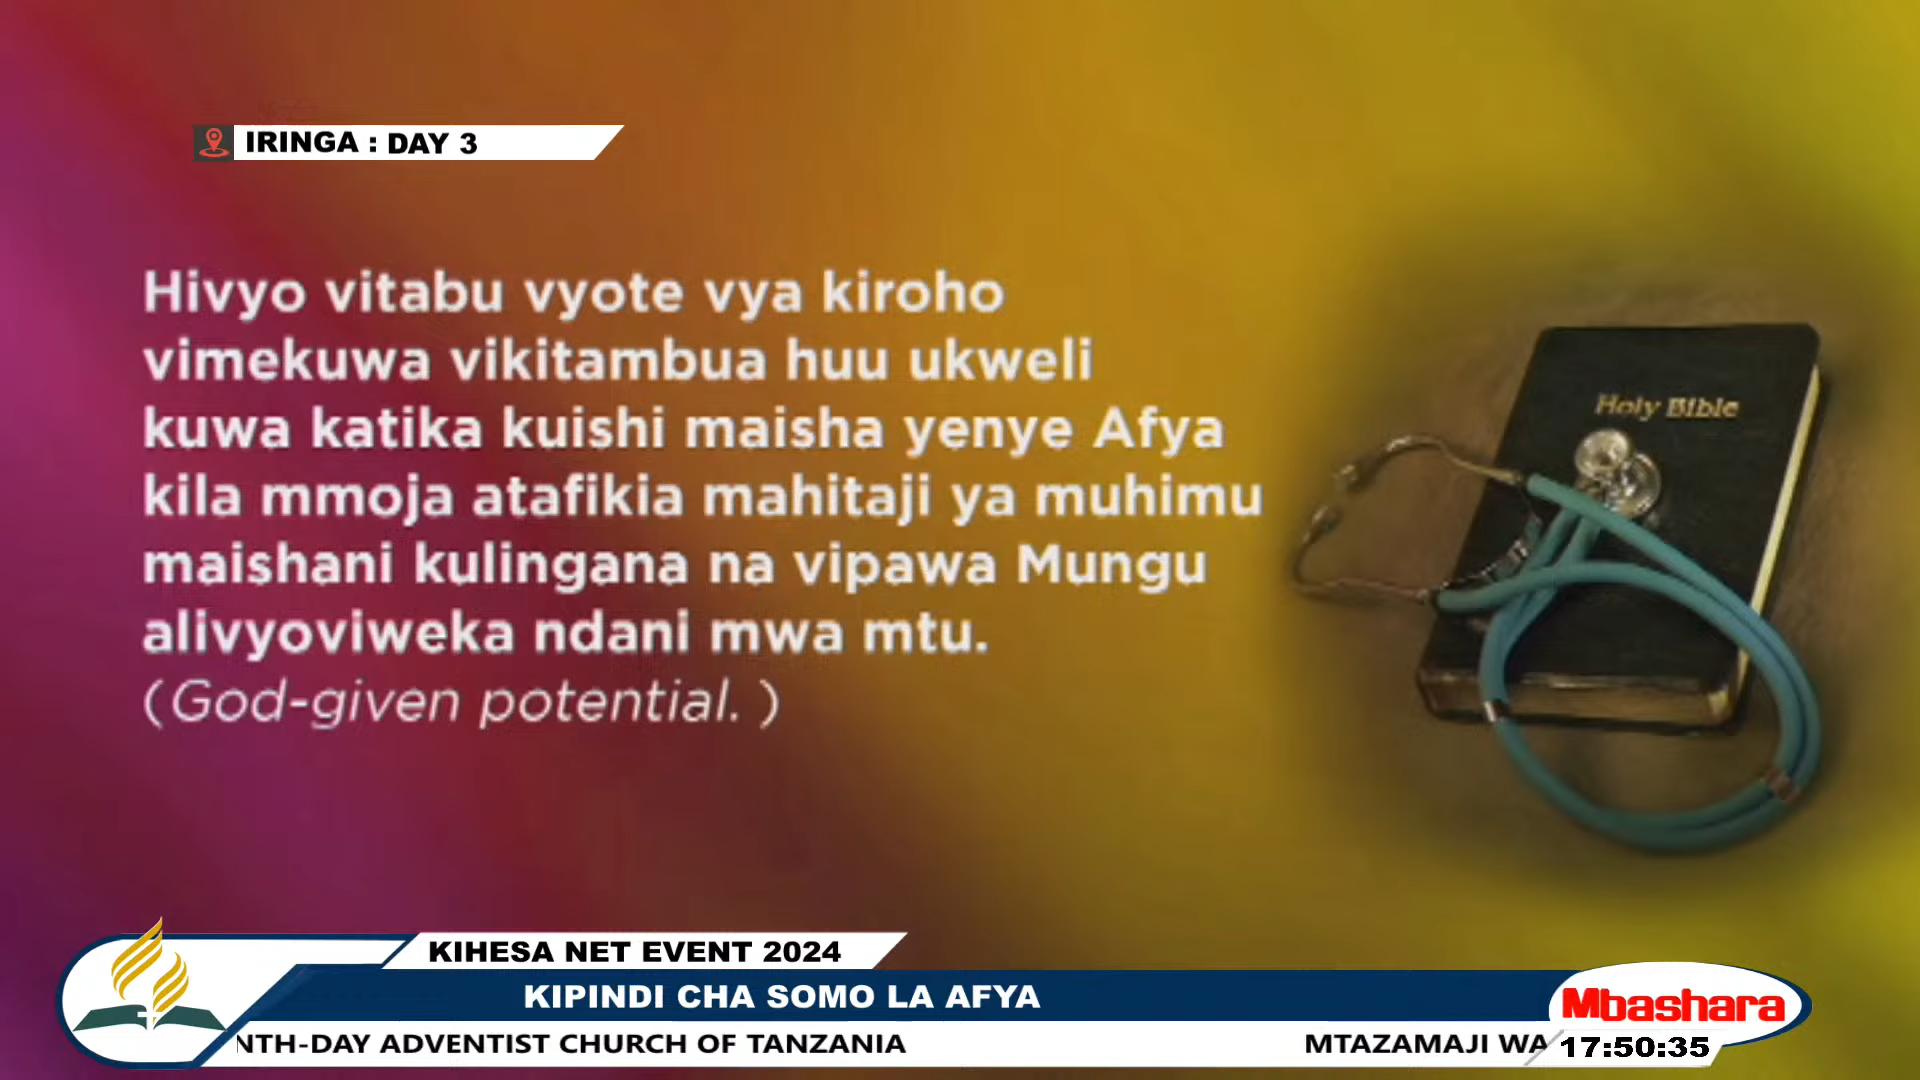 IRINGA : DAY 3
Hivyo vitabu vyote vya kiroho
vimekuwa vikitambua huu ukweli
kuwa katika kuishi maisha yenye Afya
kila mmoja atafikia mahitaji ya muhimu
maishani kulingana na vipawa Mungu
alivyoviweka ndani mwa mtu.
(God-given potential. )
Holy Bible
KIHESA NET EVENT 2024
KIPINDI CHA SOMO LA AFYA
NTH-DAY ADVENTIST CHURCH OF TANZANIA
MTAZAMAJI WA
Mbashara
17:50:35